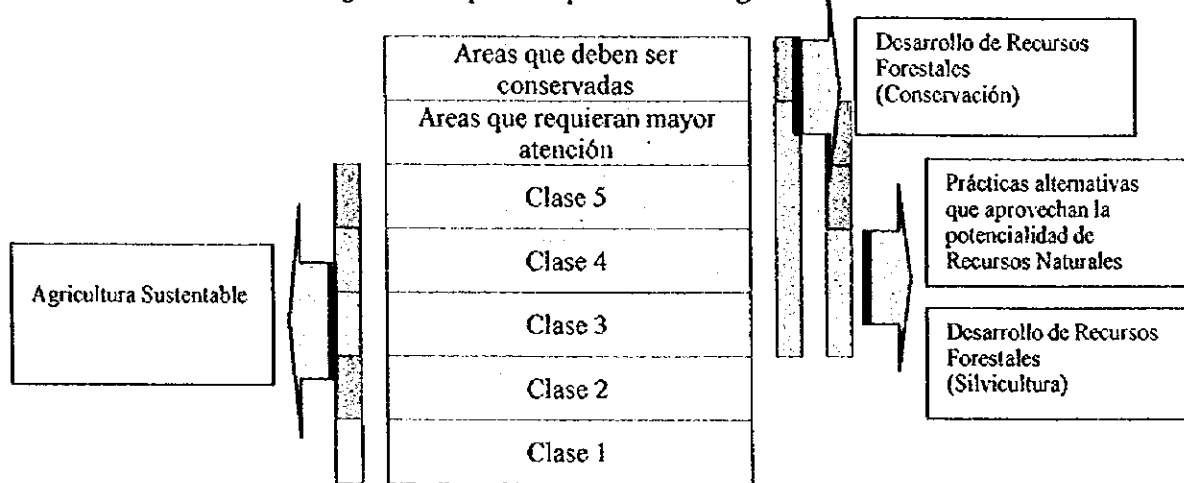 Areas que deben ser
conservadas
Areas que requieran mayor
atención
Clase 5
Clase 4
Clase 3
Clase 2
Clase 1
Agricultura Sustentable
Desarrollo de Recursos
Forestales
(Conservación)
Prácticas alternativas
que aprovechan la
potencialidad de
Recursos Naturales
Desarrollo de Recursos
Forestales
(Silvicultura)